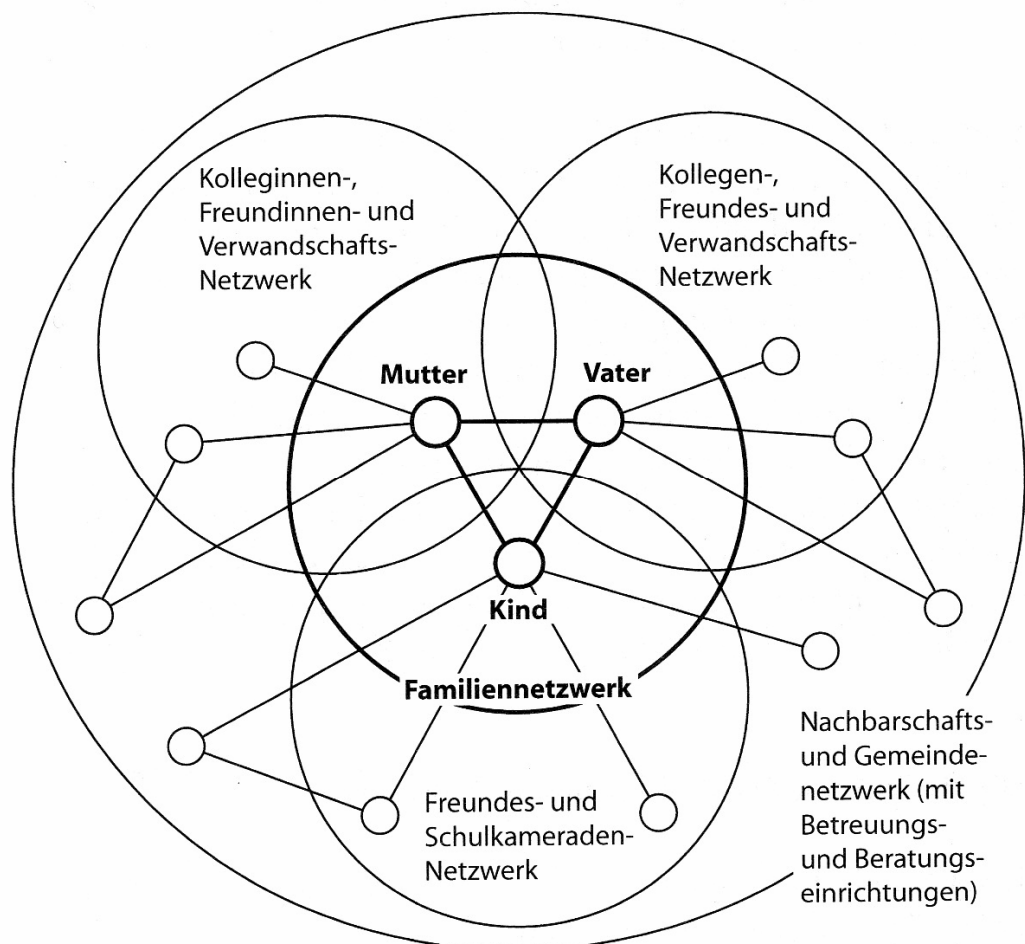 Kolleginnen-,
Freundinnen- und
Verwandschafts-
Netzwerk
Kollegen-,
Freundes- und
Verwandschafts-
Netzwerk
Mutter
Vater
Kind
Familiennetzwerk
Freundes- und
Schulkameraden-
Netzwerk
Nachbarschafts-
und Gemeinde-
netzwerk (mit
Betreuungs-
und Beratungs-
einrichtungen)